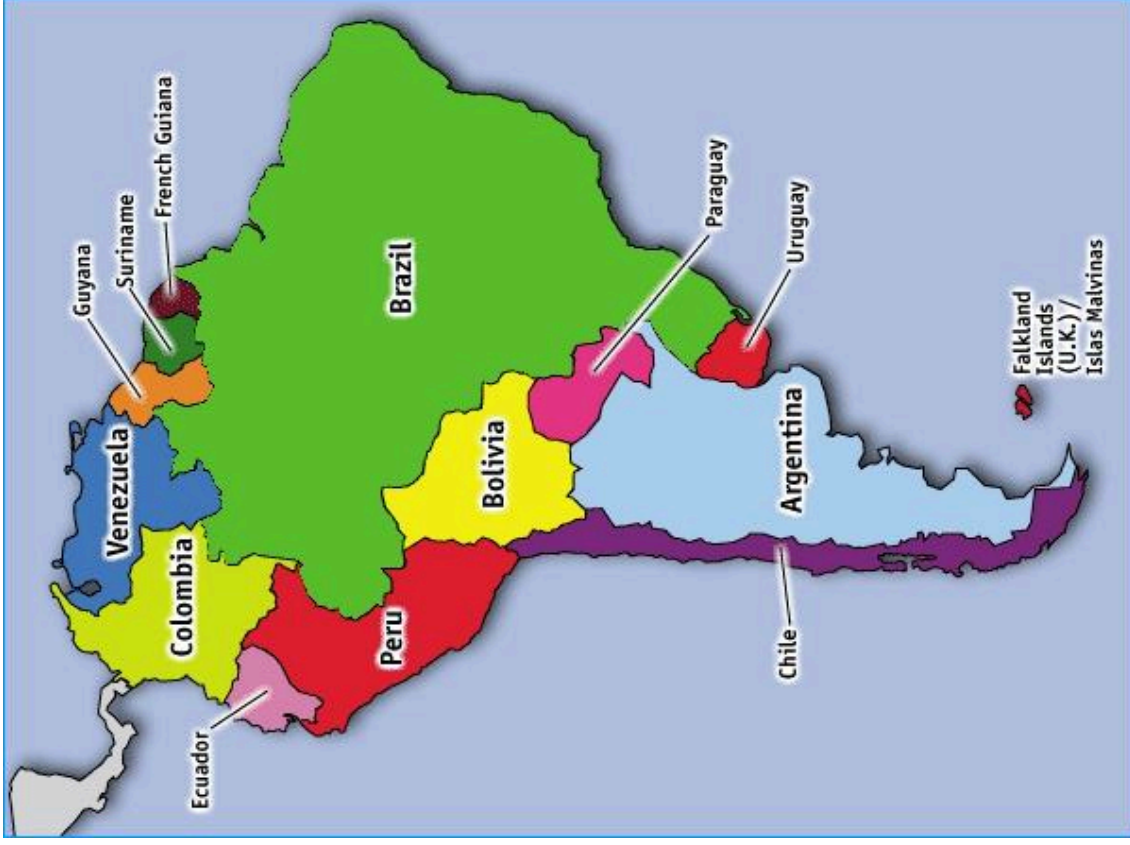 Venezuela
Guyana
Suriname
French Guiana
Colombia
Ecuador
Peru
Brazil
Bolivia
Paraguay
Uruguay
Chile
Argentina
Falkland
Islands
(U.K.) /
Islas Malvinas